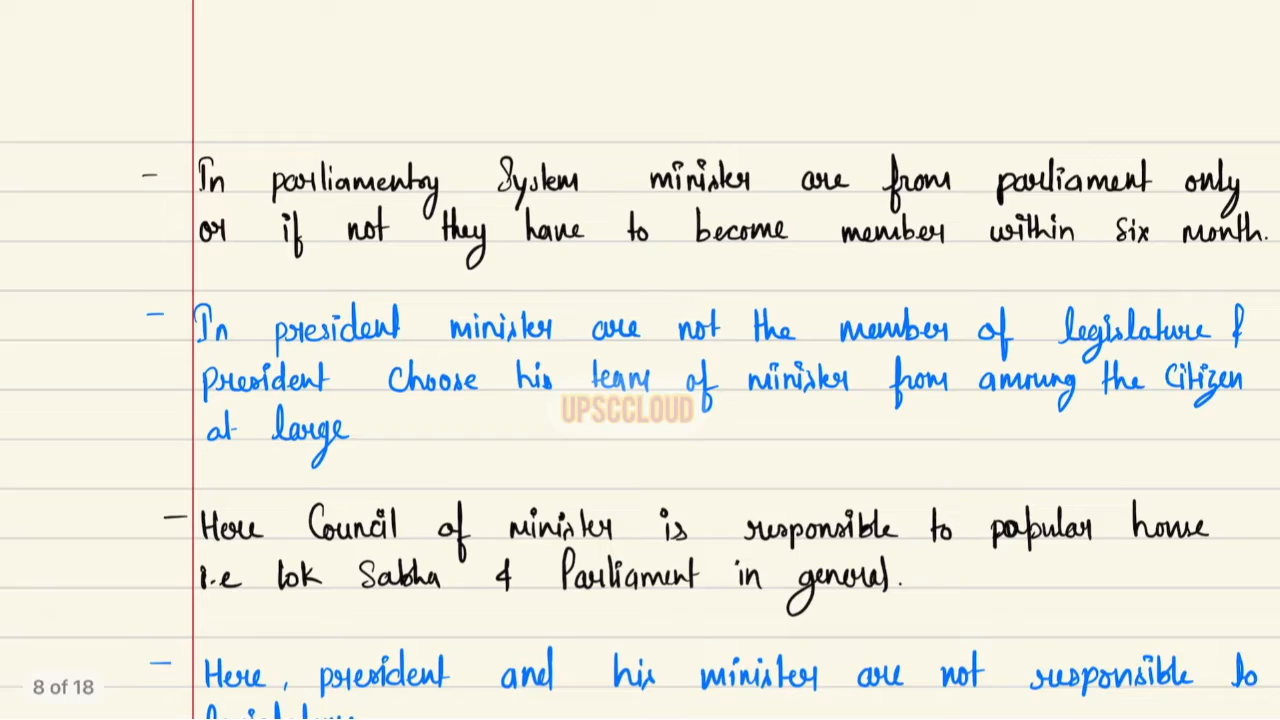 - In parliamentry System minister are from parliament only
or if not they have to become member within six month.
- In president minister are not the member of legislature &
president choose his team of minister from amoung the citizen
UPSCCLOUD
at large
- Here Council of minister is responsible to popular house
i.e lok Sabha & Parliament in general.
- Here, president and his minister are not responsible to
8 of 18